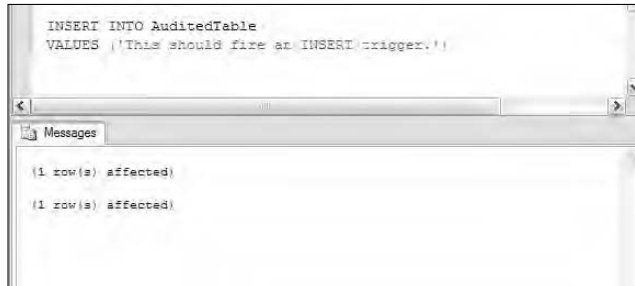 INSERT INTO AuditedTable
VALUES ('This should fire an INSERT trigger.')
Messages
(1 row(s) affected)
(1 row(s) affected)